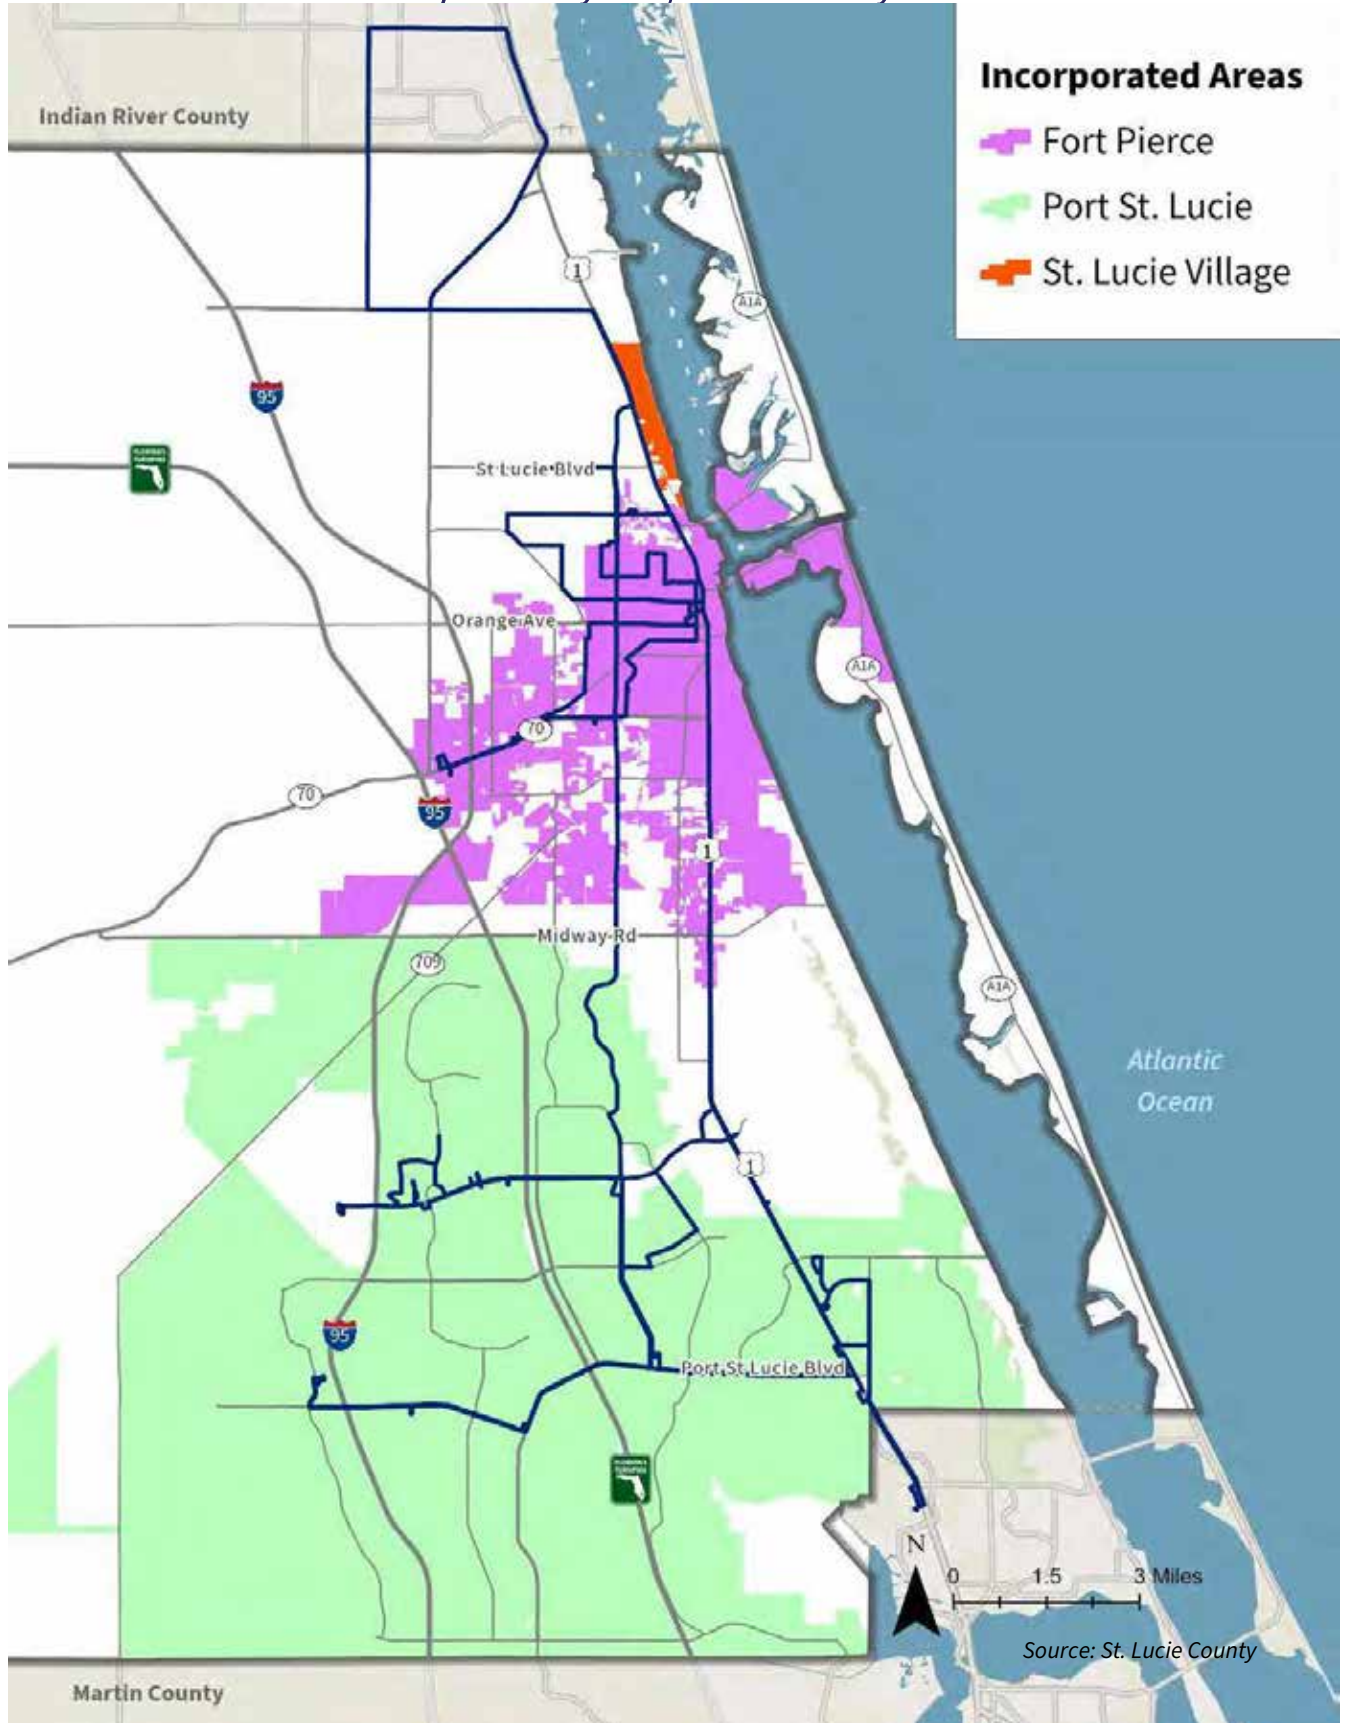 Incorporated Areas
Fort Pierce
Port St. Lucie
St. Lucie Village
Indian River County
1
A1A
95
St Lucie Blvd
Orange Ave
A1A
70
70
95
1
Midway Rd
709
A1A
Atlantic
Ocean
1
95
Port St Lucie Blvd
N
0 1.5 3 Miles
Source: St. Lucie County
Martin County